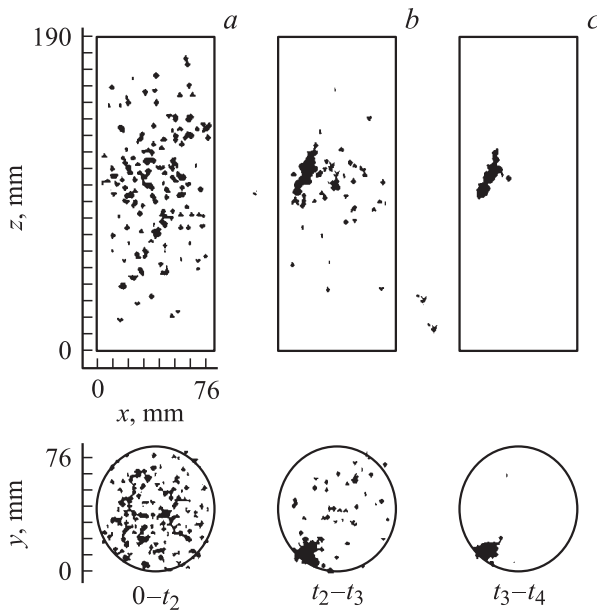 a b c
190
z, mm
0
0 76
x, mm
76
y, mm
0
0–t₂ t₂–t₃ t₃–t₄